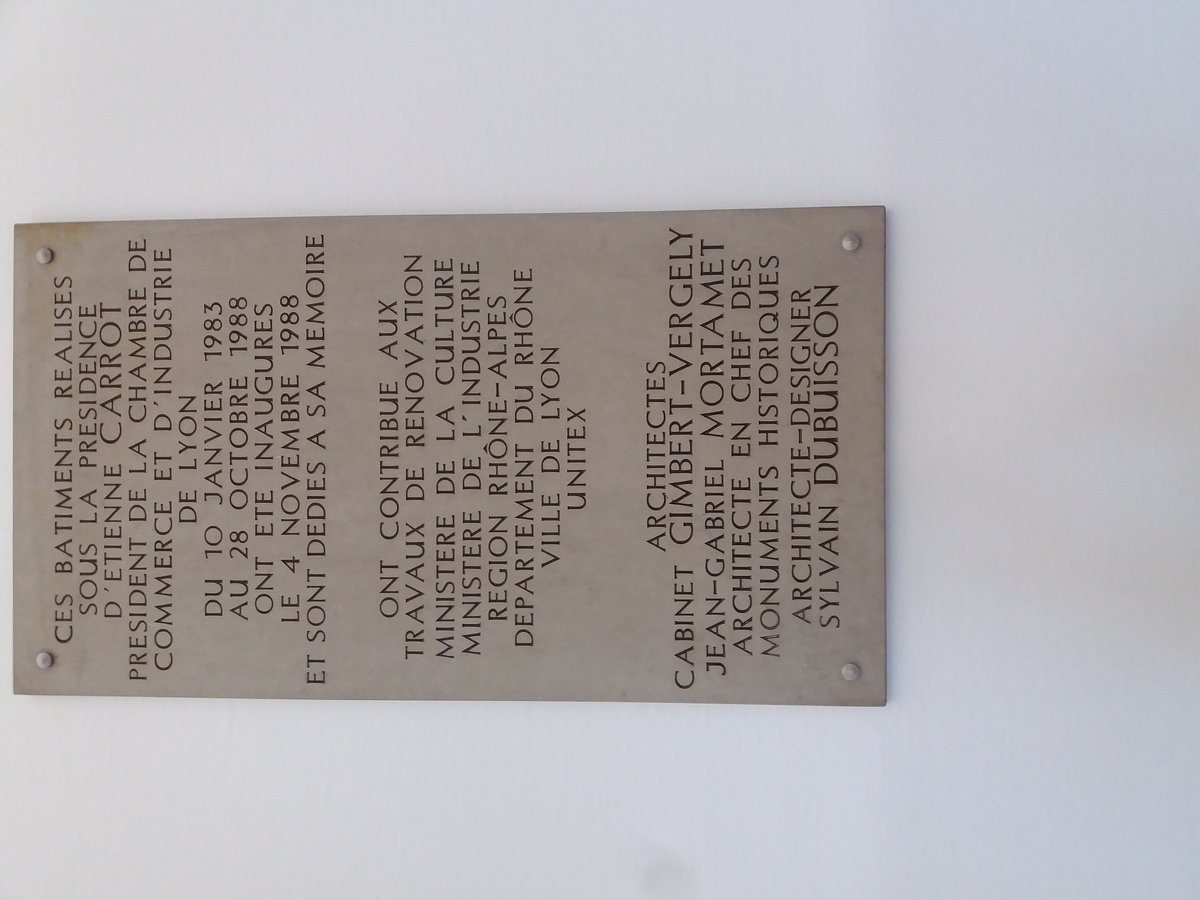 CES BATIMENTS REALISES
SOUS LA PRESIDENCE
D'ETIENNE CARROT
PRESIDENT DE LA CHAMBRE DE
COMMERCE ET D'INDUSTRIE
DE LYON
DU 10 JANVIER 1983
AU 28 OCTOBRE 1988
ONT ETE INAUGURES
LE 4 NOVEMBRE 1988
ET SONT DEDIES A SA MEMOIRE
ONT CONTRIBUE AUX
TRAVAUX DE RENOVATION
MINISTERE DE LA CULTURE
MINISTERE DE L'INDUSTRIE
REGION RHÔNE-ALPES
DEPARTEMENT DU RHÔNE
VILLE DE LYON
UNITEX
ARCHITECTES
CABINET GIMBERT-VERGELY
JEAN-GABRIEL MORTAMET
ARCHITECTE EN CHEF DES
MONUMENTS HISTORIQUES
ARCHITECTE-DESIGNER
SYLVAIN DUBUISSON